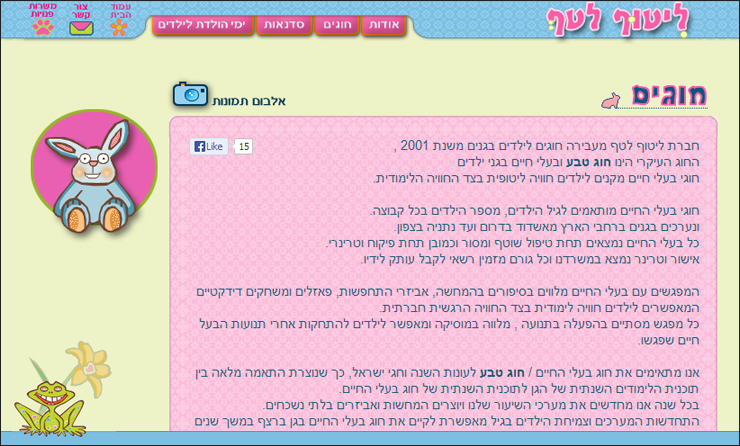 ליטוף לטף
אודות
חוגים
סדנאות
ימי הולדת לילדים
עמוד הבית
צור קשר
משרות פנויות
חוגים
אלבום תמונות
Like 15
חברת ליטוף לטף מעבירה חוגים לילדים בגנים משנת 2001 ,
החוג העיקרי הינו חוג טבע ובעלי חיים בגני ילדים
חוגי בעלי חיים מקנים לילדים חוויה ליטופית בצד החוויה הלימודית.
חוגי בעלי החיים מותאמים לגיל הילדים, מספר הילדים בכל קבוצה.
ונערכים בגנים ברחבי הארץ מאשדוד בדרום ועד נתניה בצפון.
כל בעלי החיים נמצאים תחת טיפול שוטף ומסור וכמובן תחת פיקוח וטרינרי.
אישור וטרינר נמצא במשרדנו וכל גורם מזמין רשאי לקבל עותק לידיו.
המפגשים עם בעלי החיים מלווים בסיפורים בהמחשה, אביזרי התחפשות, פאזלים ומשחקים דידקטיים
המאפשרים לילדים חוויה לימודית בצד החוויה הרגשית חברתית.
כל מפגש מסתיים בהפעלה בתנועה , מלווה במוסיקה ומאפשר לילדים להתחקות אחרי תנועות הבעל
חיים שפגשו.
אנו מתאימים את חוג בעלי החיים / חוג טבע לעונות השנה וחגי ישראל, כך שנוצרת התאמה מלאה בין
תוכנית הלימודים השנתית של הגן לתוכנית השנתית של חוג בעלי החיים.
בכל שנה אנו מחדשים את מערכי השיעור שלנו ויוצרים המחשות ואביזרים בלתי נשכחים.
התחדשות המערכים וצמיחת הילדים בגיל מאפשרת לקיים את חוג בעלי החיים בגן ברצף במשך שנים